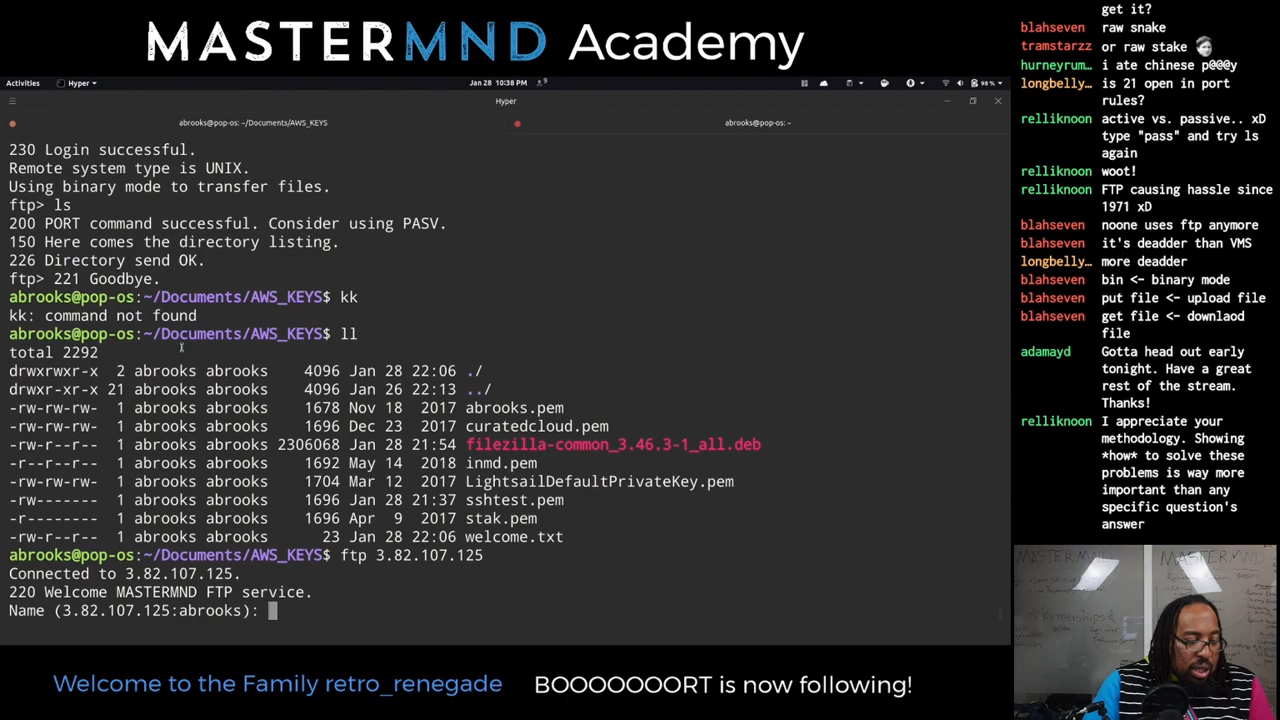 MASTERMND Academy
Activities
Hyper
Jan 28 10:38 PM
9
98 %
Hyper
abrooks@pop-os: ~/Documents/AWS_KEYS
abrooks@pop-os: ~
230 Login successful.
Remote system type is UNIX.
Using binary mode to transfer files.
ftp> ls
200 PORT command successful. Consider using PASV.
150 Here comes the directory listing.
226 Directory send OK.
ftp> 221 Goodbye.
abrooks@pop-os:~/Documents/AWS_KEYS$ kk
kk: command not found
abrooks@pop-os:~/Documents/AWS_KEYS$ ll
total 2292
drwxrwxr-x  2 abrooks abrooks    4096 Jan 28 22:06 ./
drwxr-xr-x 21 abrooks abrooks    4096 Jan 26 22:13 ../
-rw-rw-rw-  1 abrooks abrooks    1678 Nov 18  2017 abrooks.pem
-rw-rw-rw-  1 abrooks abrooks    1696 Dec 23  2017 curatedcloud.pem
-rw-rw-r--  1 abrooks abrooks 2306068 Jan 28 21:54 filezilla-common_3.46.3-1_all.deb
-r--r-----  1 abrooks abrooks    1692 May 14  2018 inmd.pem
-r--r-----  1 abrooks abrooks    1704 Mar 12  2017 LightsailDefaultPrivateKey.pem
-rw-------  1 abrooks abrooks    1696 Jan 28 21:37 sshtest.pem
-r--------  1 abrooks abrooks    1696 Apr  9  2017 stak.pem
-rw-rw-r--  1 abrooks abrooks      23 Jan 28 22:06 welcome.txt
abrooks@pop-os:~/Documents/AWS_KEYS$ ftp 3.82.107.125
Connected to 3.82.107.125.
220 Welcome MASTERMND FTP service.
Name (3.82.107.125:abrooks):
get it?
blahseven raw snake
tramstarzz or raw stake
hurneyrum… i ate chinese p@@@y
longbelly… is 21 open in port
rules?
relliknoon active vs. passive.. xD
type "pass" and try ls
again
relliknoon woot!
relliknoon FTP causing hassle since
1971 xD
blahseven noone uses ftp anymore
blahseven it's deadder than VMS
longbelly… more deadder
blahseven bin <- binary mode
blahseven put file <- upload file
blahseven get file <- downlaod
file
adamayd Gotta head out early
tonight. Have a great
rest of the stream.
Thanks!
relliknoon I appreciate your
methodology. Showing
*how* to solve these
problems is way more
important than any
specific question's
answer
MASTERMND
Welcome to the Family retro_renegade
BOOOOOOORT is now following!